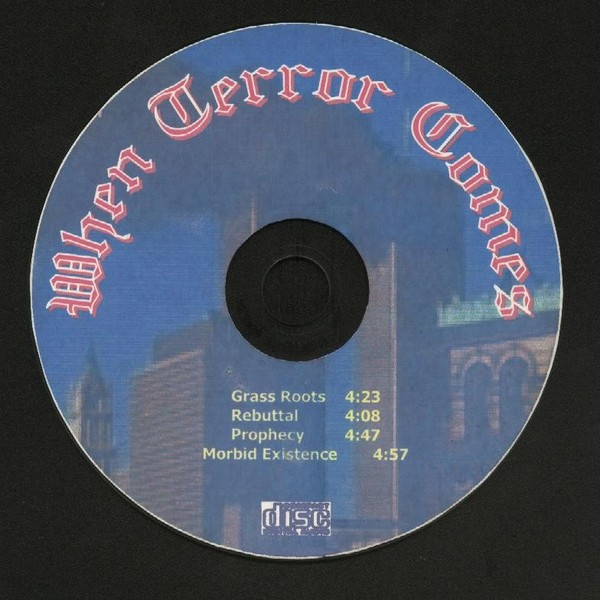 When Terror Comes
Grass Roots 4:23
Rebuttal 4:08
Prophecy 4:47
Morbid Existence 4:57
disc